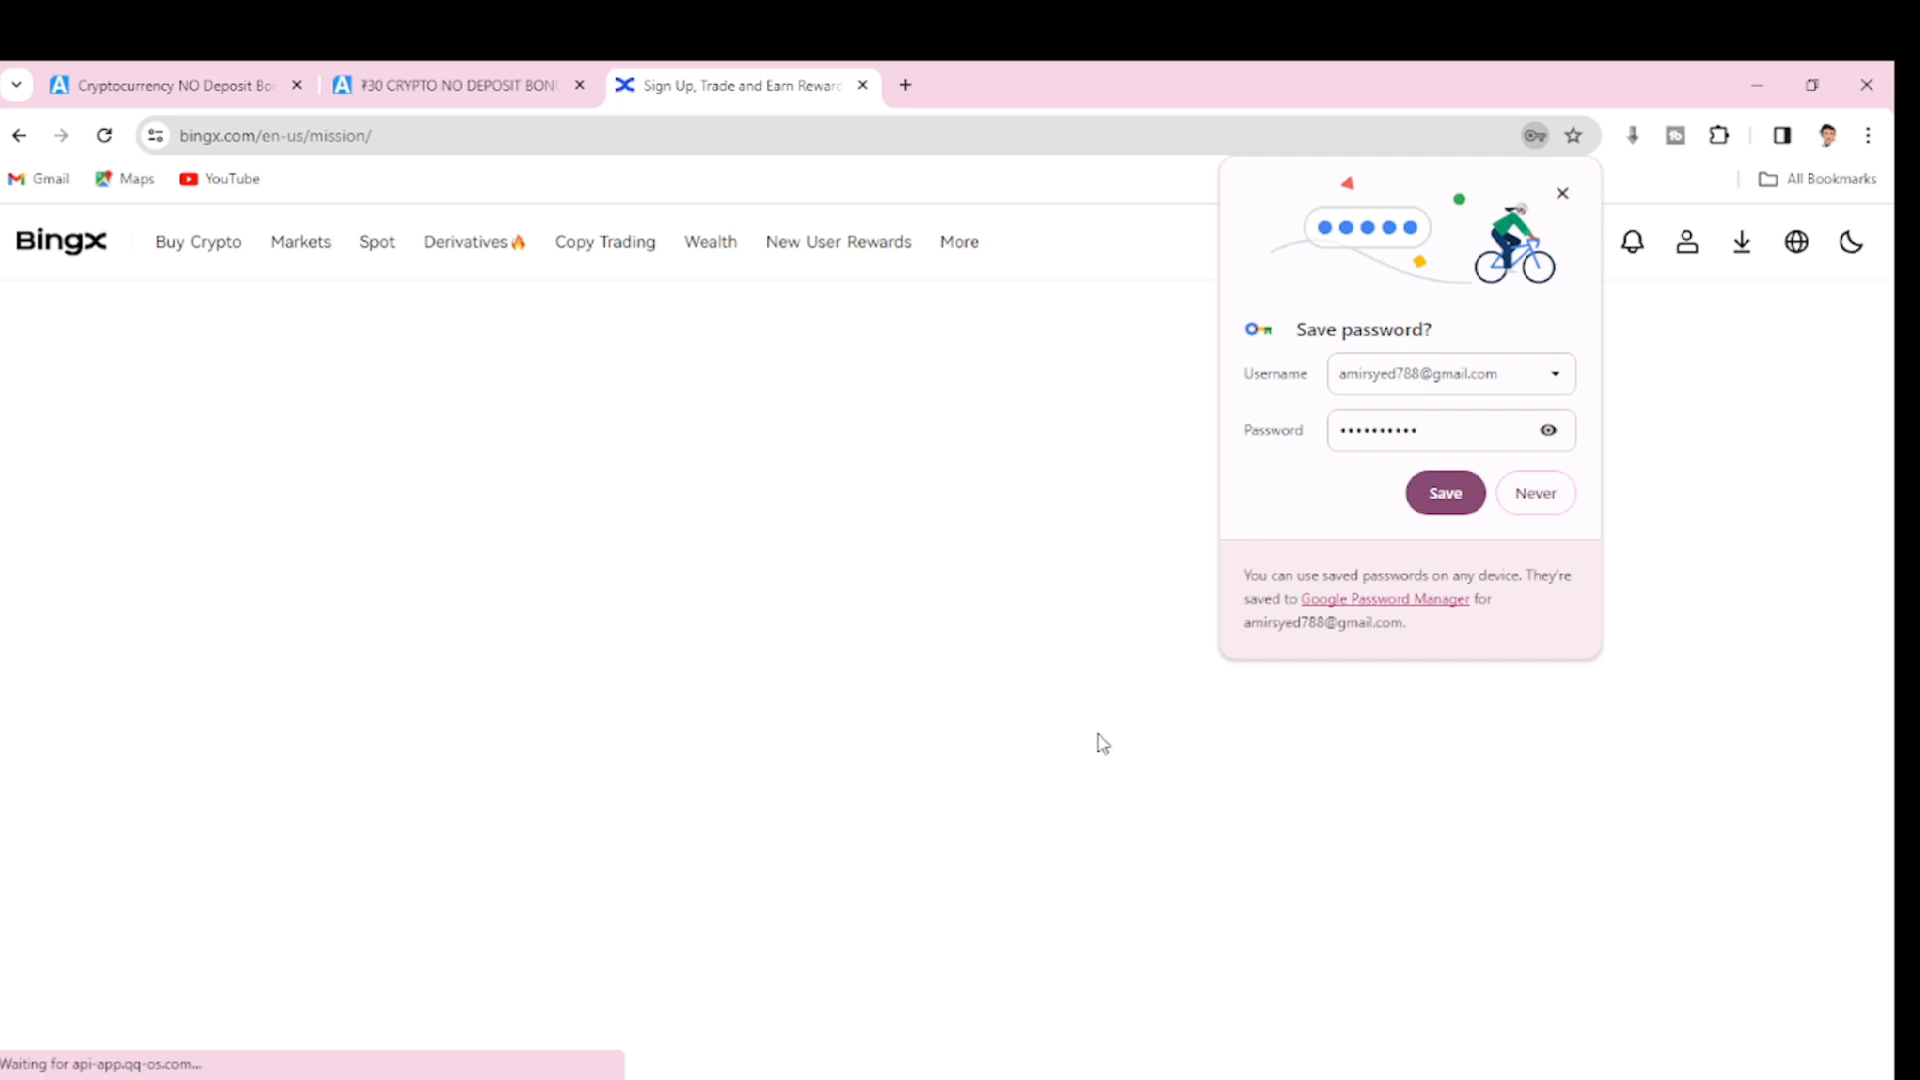 Cryptocurrency NO Deposit Bo
₮30 CRYPTO NO DEPOSIT BON
Sign Up, Trade and Earn Rewar
bingx.com/en-us/mission/
Gmail
Maps
YouTube
All Bookmarks
BingX
Buy Crypto
Markets
Spot
Derivatives🔥
Copy Trading
Wealth
New User Rewards
More
Save password?
Username
amirsyed788@gmail.com
Password
••••••••••
Save
Never
You can use saved passwords on any device. They're
saved to Google Password Manager for
amirsyed788@gmail.com.
Waiting for api-app.qq-os.com...